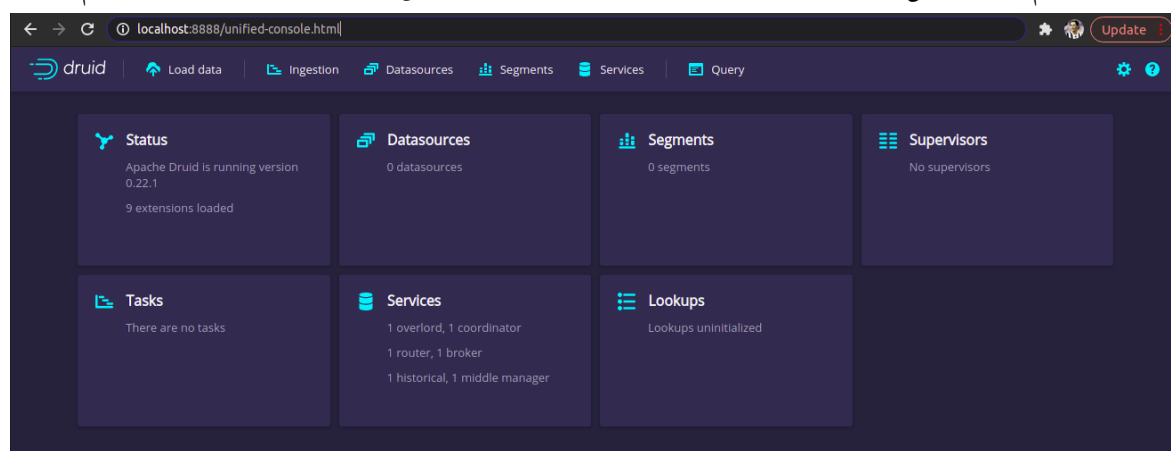 localhost:8888/unified-console.html
Update
druid
Load data
Ingestion
Datasources
Segments
Services
Query
Status
Apache Druid is running version
0.22.1
9 extensions loaded
Datasources
0 datasources
Segments
0 segments
Supervisors
No supervisors
Tasks
There are no tasks
Services
1 overlord, 1 coordinator
1 router, 1 broker
1 historical, 1 middle manager
Lookups
Lookups uninitialized